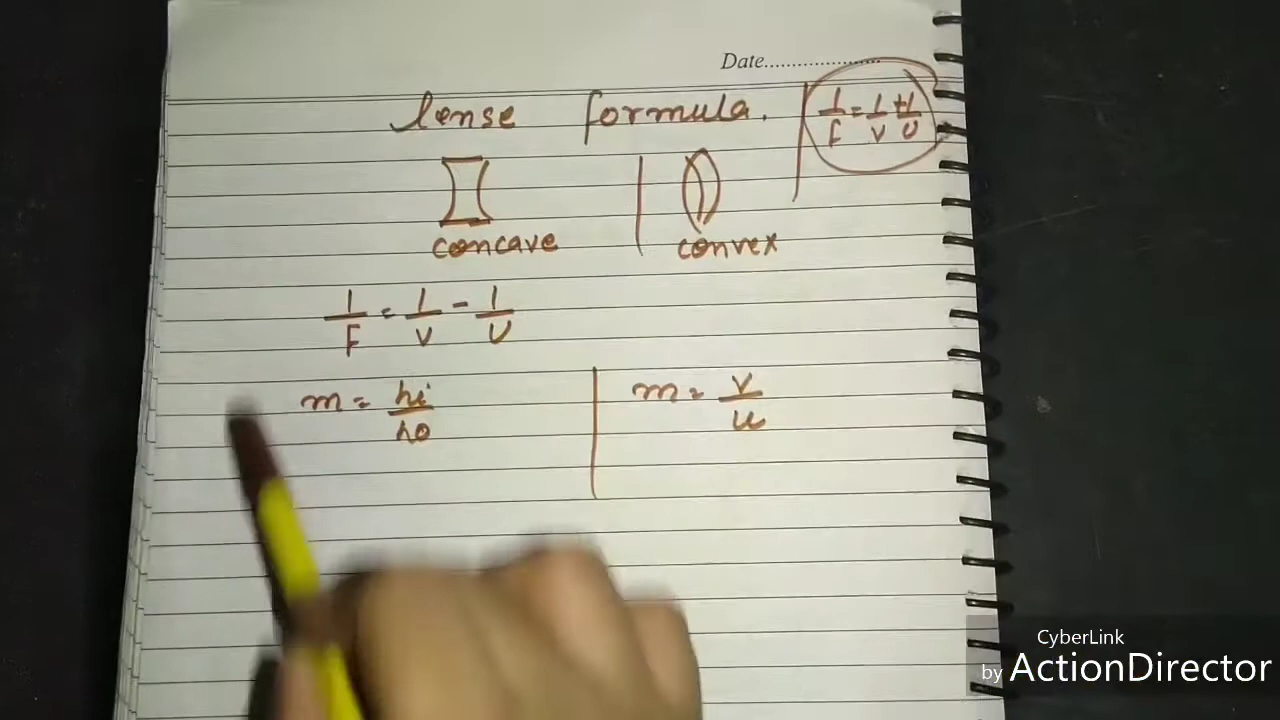 Date....................
lense formula.
1/F = 1/V + 1/U
concave
convex
1/F = 1/V - 1/U
m = hi/ho
m = v/u
CyberLink
by ActionDirector